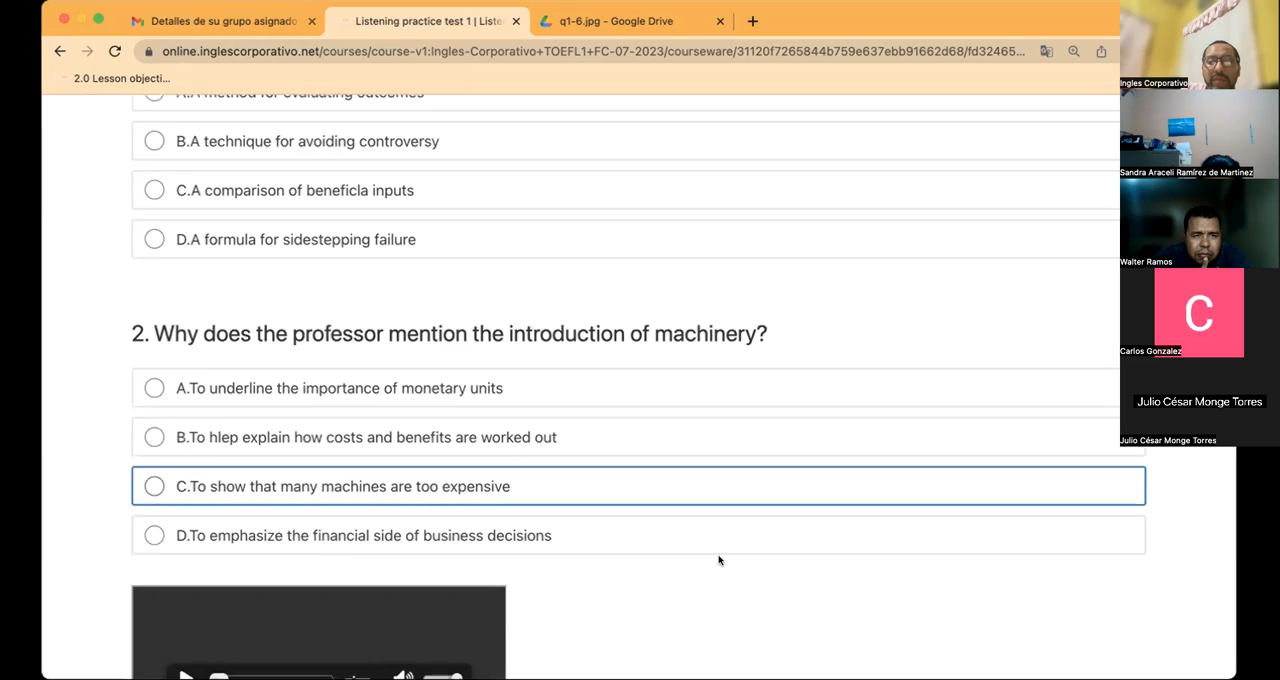 Detalles de su grupo asignado
Listening practice test 1 | Liste
q1-6.jpg - Google Drive
online.inglescorporativo.net/courses/course-v1:Ingles-Corporativo+TOEFL1+FC-07-2023/courseware/31120f7265844b759e637ebb91662d68/fd32465...
2.0 Lesson objecti...
A.A method for evaluating outcomes
B.A technique for avoiding controversy
C.A comparison of beneficla inputs
D.A formula for sidestepping failure
2. Why does the professor mention the introduction of machinery?
A.To underline the importance of monetary units
B.To hlep explain how costs and benefits are worked out
C.To show that many machines are too expensive
D.To emphasize the financial side of business decisions
Ingles Corporativo
Sandra Araceli Ramírez de Martinez
Walter Ramos
C
Carlos Gonzalez
Julio César Monge Torres
Julio César Monge Torres